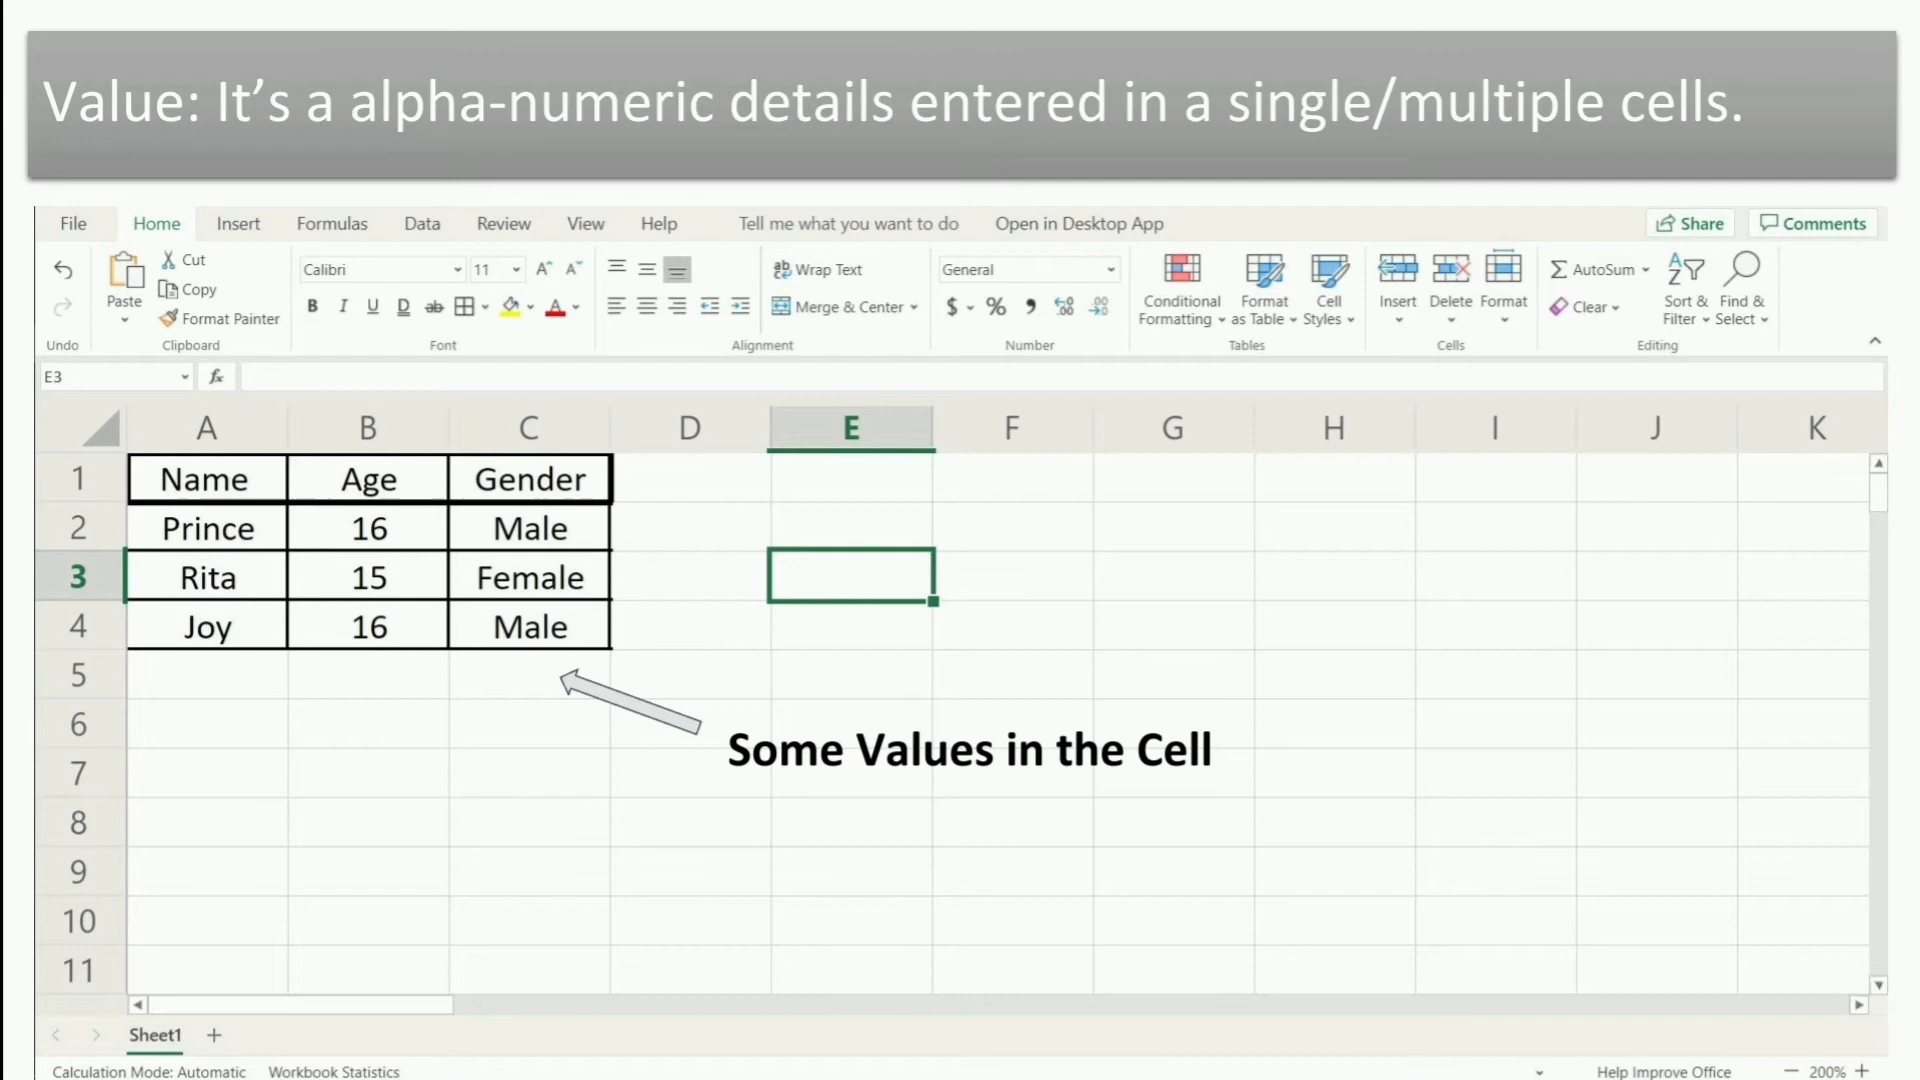 Value: It’s a alpha-numeric details entered in a single/multiple cells.
File Home Insert Formulas Data Review View Help Tell me what you want to do Open in Desktop App Share Comments
Cut
Copy
Format Painter
Paste
Undo
Clipboard
Calibri 11
B I U D ab
Font
Wrap Text
Merge & Center
Alignment
General
$ % 9
Number
Conditional Formatting
Format as Table
Cell Styles
Tables
Insert Delete Format
Cells
AutoSum
Clear
Sort & Filter
Find & Select
Editing
E3 fx
A B C D E F G H I J K
1 Name Age Gender
2 Prince 16 Male
3 Rita 15 Female
4 Joy 16 Male
5
6
Some Values in the Cell
7
8
9
10
11
Sheet1 +
Calculation Mode: Automatic Workbook Statistics Help Improve Office 200%